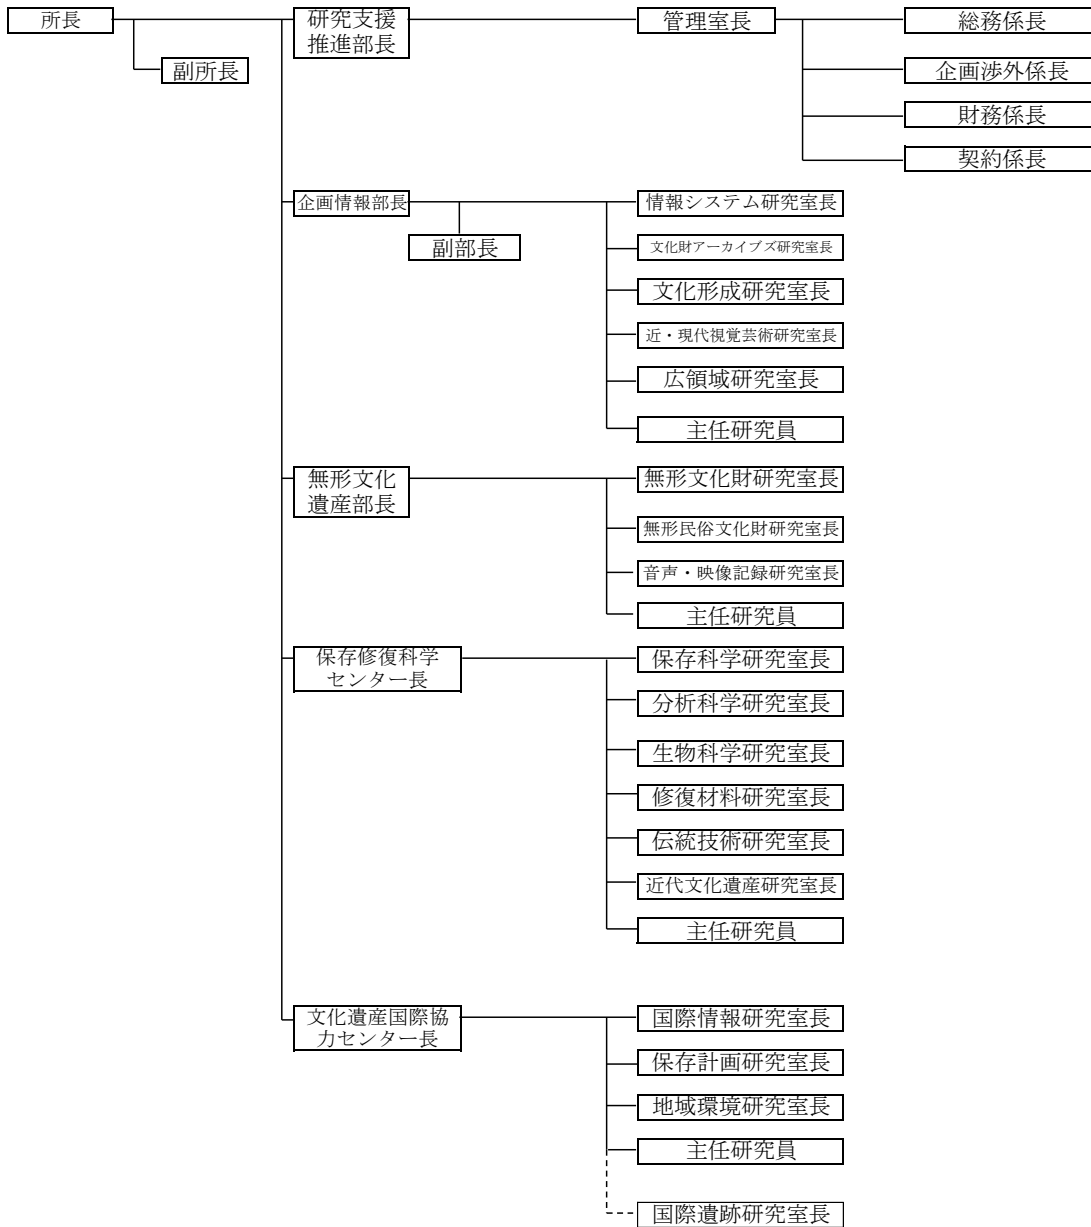 所長
研究支援
推進部長
管理室長
総務係長
副所長
企画渉外係長
財務係長
契約係長
企画情報部長
情報システム研究室長
副部長
文化財アーカイブズ研究室長
文化形成研究室長
近・現代視覚芸術研究室長
広領域研究室長
主任研究員
無形文化
遺産部長
無形文化財研究室長
無形民俗文化財研究室長
音声・映像記録研究室長
主任研究員
保存修復科学
センター長
保存科学研究室長
分析科学研究室長
生物科学研究室長
修復材料研究室長
伝統技術研究室長
近代文化遺産研究室長
主任研究員
文化遺産国際協
力センター長
国際情報研究室長
保存計画研究室長
地域環境研究室長
主任研究員
国際遺跡研究室長